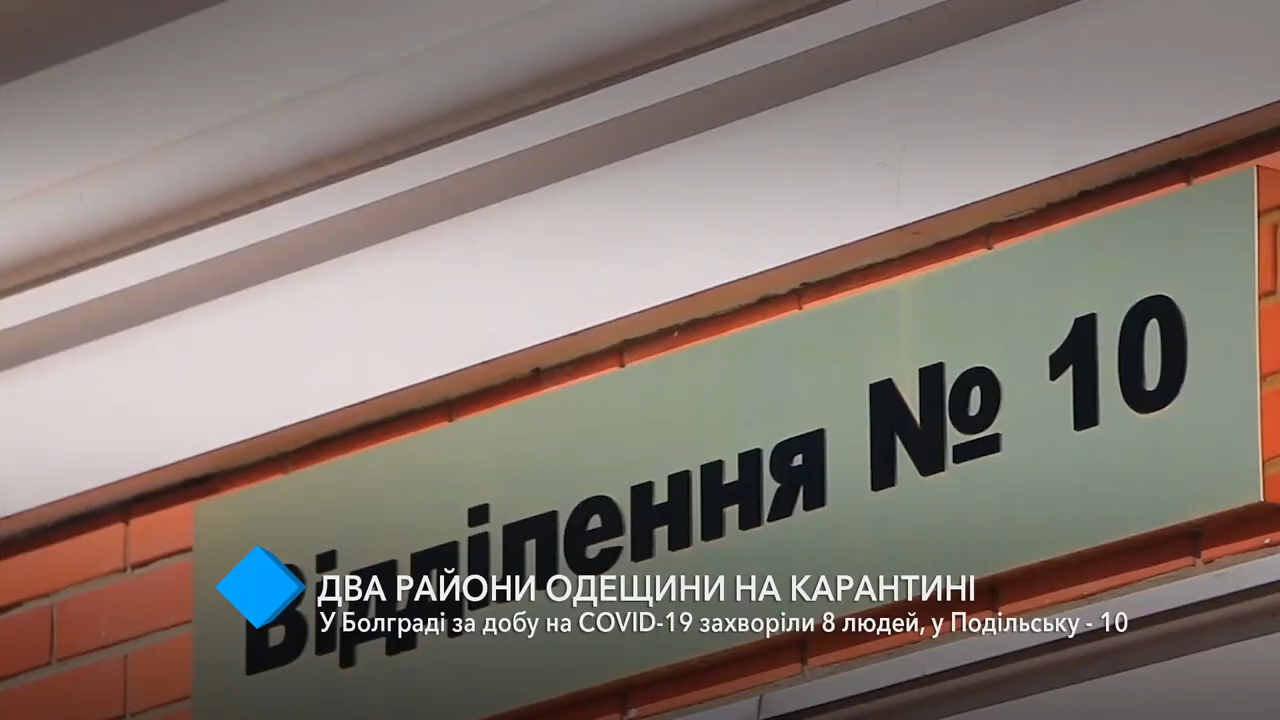 Відділення № 10
ДВА РАЙОНИ ОДЕЩИНИ НА КАРАНТИНІ
У Болграді за добу на COVID-19 захворіли 8 людей, у Подільську - 10